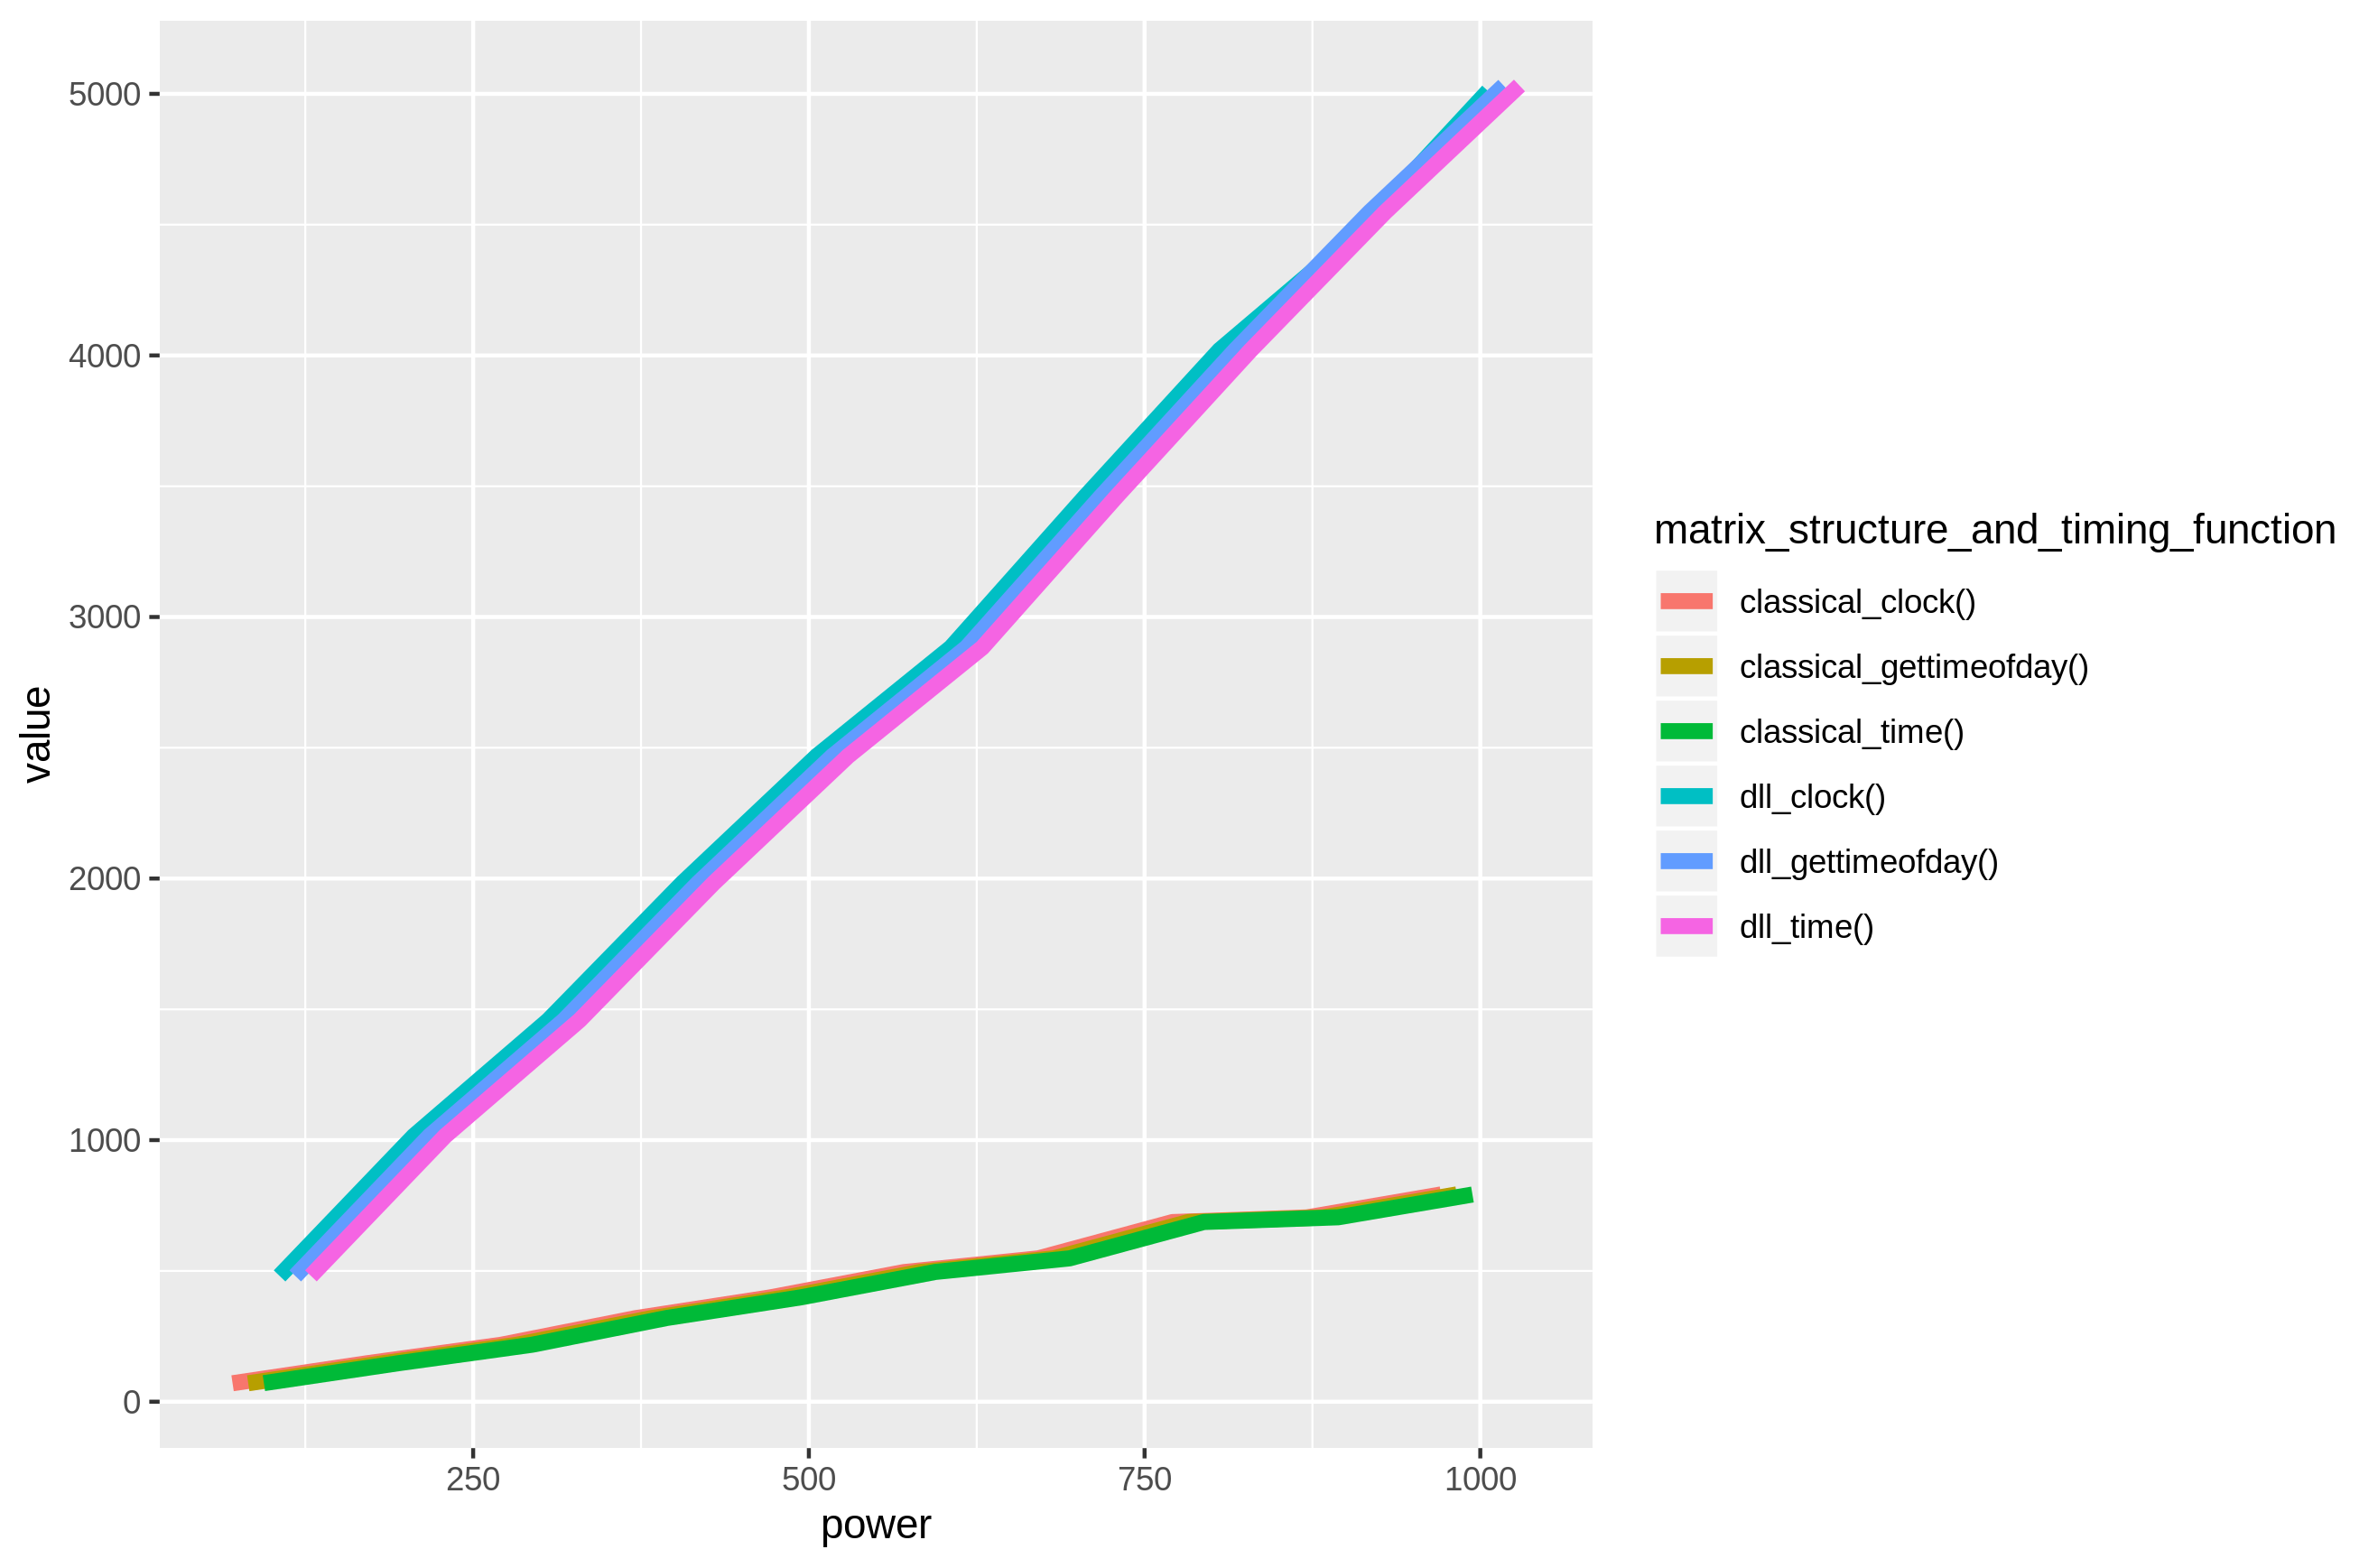 5000
4000
3000
2000
1000
0
value
250
500
750
1000
power
matrix_structure_and_timing_function
classical_clock()
classical_gettimeofday()
classical_time()
dll_clock()
dll_gettimeofday()
dll_time()